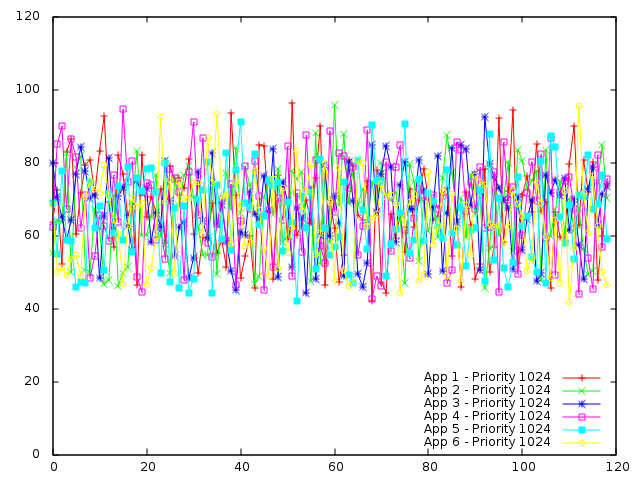 120
100
80
60
40
20
0
App 1 - Priority 1024
App 2 - Priority 1024
App 3 - Priority 1024
App 4 - Priority 1024
App 5 - Priority 1024
App 6 - Priority 1024
0 20 40 60 80 100 120